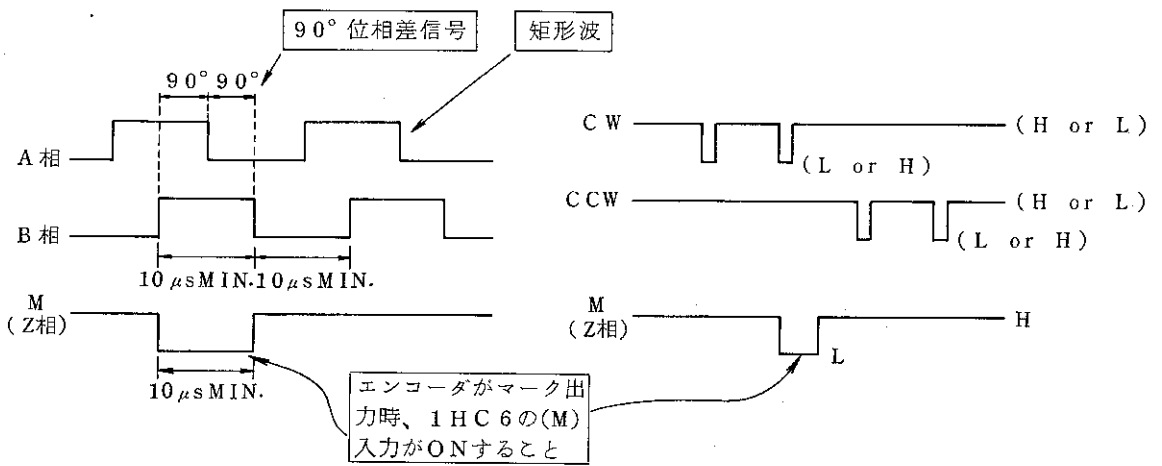 90°位相差信号
矩形波
90° 90°
A相
B相
10μsMIN. 10μsMIN.
M
(Z相)
10μsMIN.
CW
(H or L)
(L or H)
CCW
(H or L)
(L or H)
M
(Z相)
H
L
エンコーダがマーク出
力時、1HC6の(M)
入力がONすること